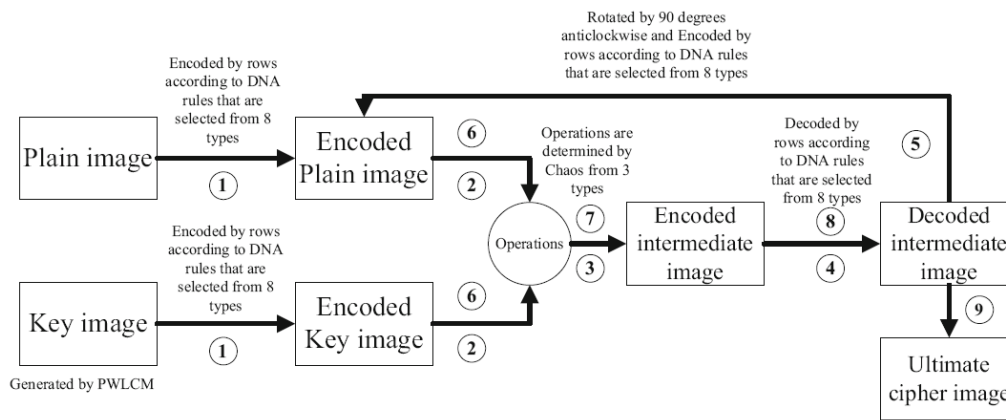 Rotated by 90 degrees
anticlockwise and Encoded by
rows according to DNA rules
that are selected from 8 types
Encoded by rows
according to DNA
rules that are
selected from 8
types
Plain image
1
Encoded
Plain image
6
2
Operations are
determined by
Chaos from 3
types
Decoded by
rows according
to DNA rules
that are selected
from 8 types
5
Operations
7
3
Encoded
intermediate
image
8
4
Decoded
intermediate
image
Encoded by rows
according to DNA
rules that are
selected from 8
types
Key image
1
Encoded
Key image
6
2
9
Ultimate
cipher image
Generated by PWLCM